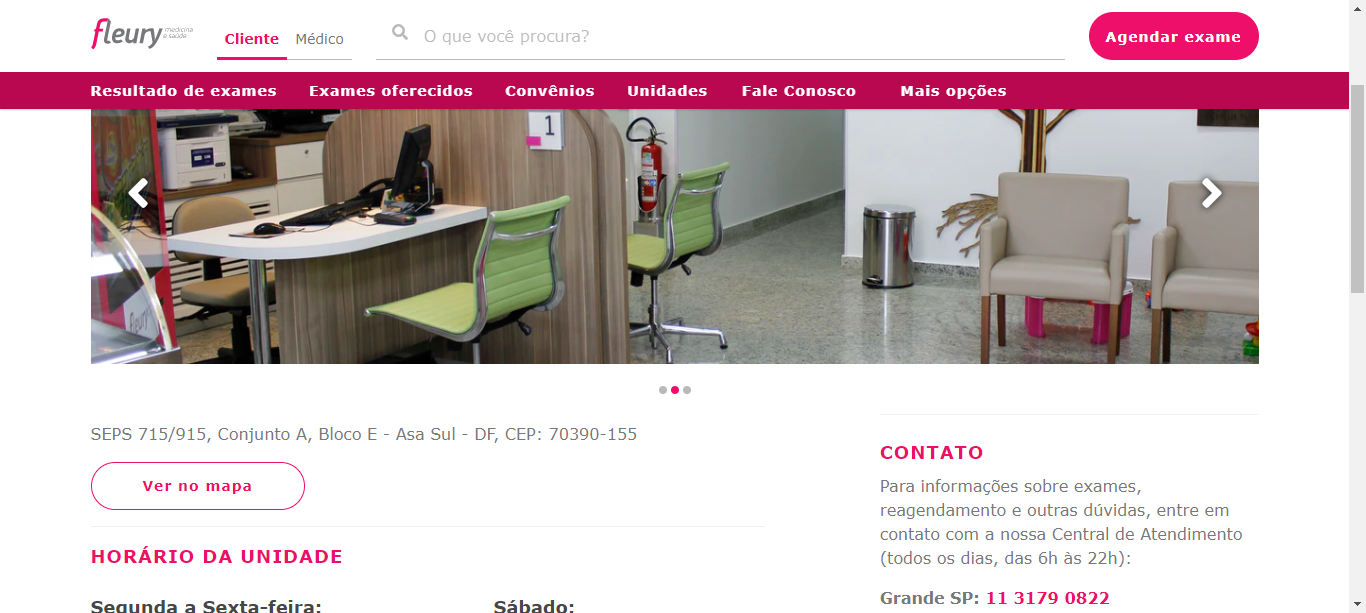 fleury medicina e saúde
Cliente
Médico
O que você procura?
Agendar exame
Resultado de exames
Exames oferecidos
Convênios
Unidades
Fale Conosco
Mais opções
1
fleury
SEPS 715/915, Conjunto A, Bloco E - Asa Sul - DF, CEP: 70390-155
Ver no mapa
HORÁRIO DA UNIDADE
Segunda a Sexta-feira:
Sábado:
CONTATO
Para informações sobre exames,
reagendamento e outras dúvidas, entre em
contato com a nossa Central de Atendimento
(todos os dias, das 6h às 22h):
Grande SP: 11 3179 0822